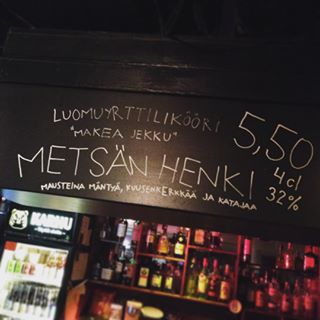 LUOMUYRTTILIKÖÖRI
"MAKEA JEKKU"
5,50
METSÄN HENKI
4cl
32%
MAUSTEINA MÄNTYÄ, KUUSENKERKKÄÄ JA KATAJAA
KARHU